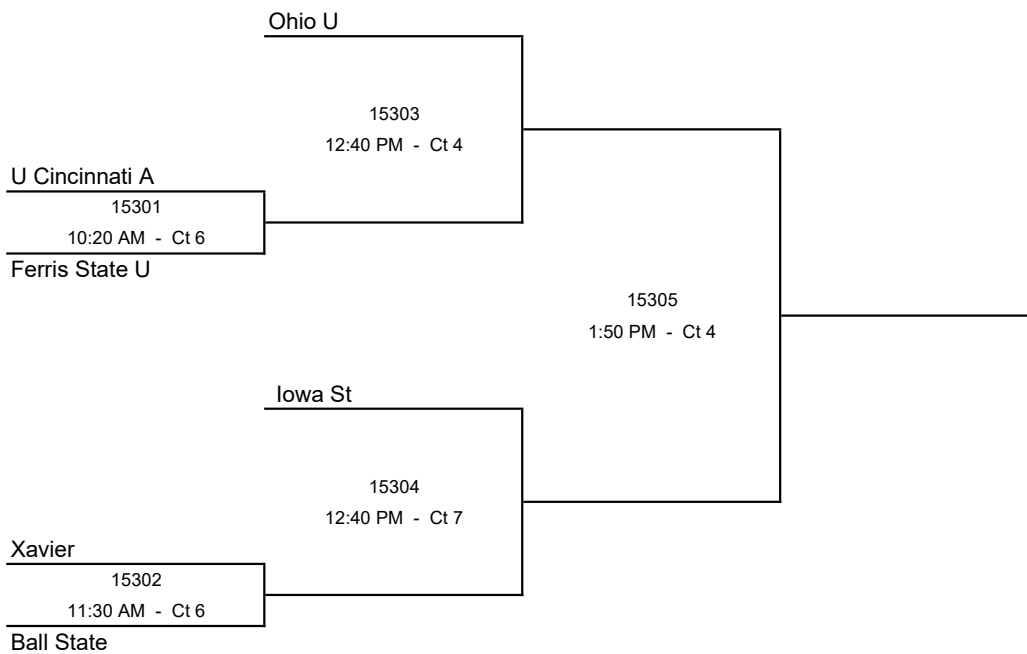 Ohio U
15303
12:40 PM - Ct 4
U Cincinnati A
15301
10:20 AM - Ct 6
Ferris State U
15305
1:50 PM - Ct 4
Iowa St
15304
12:40 PM - Ct 7
Xavier
15302
11:30 AM - Ct 6
Ball State